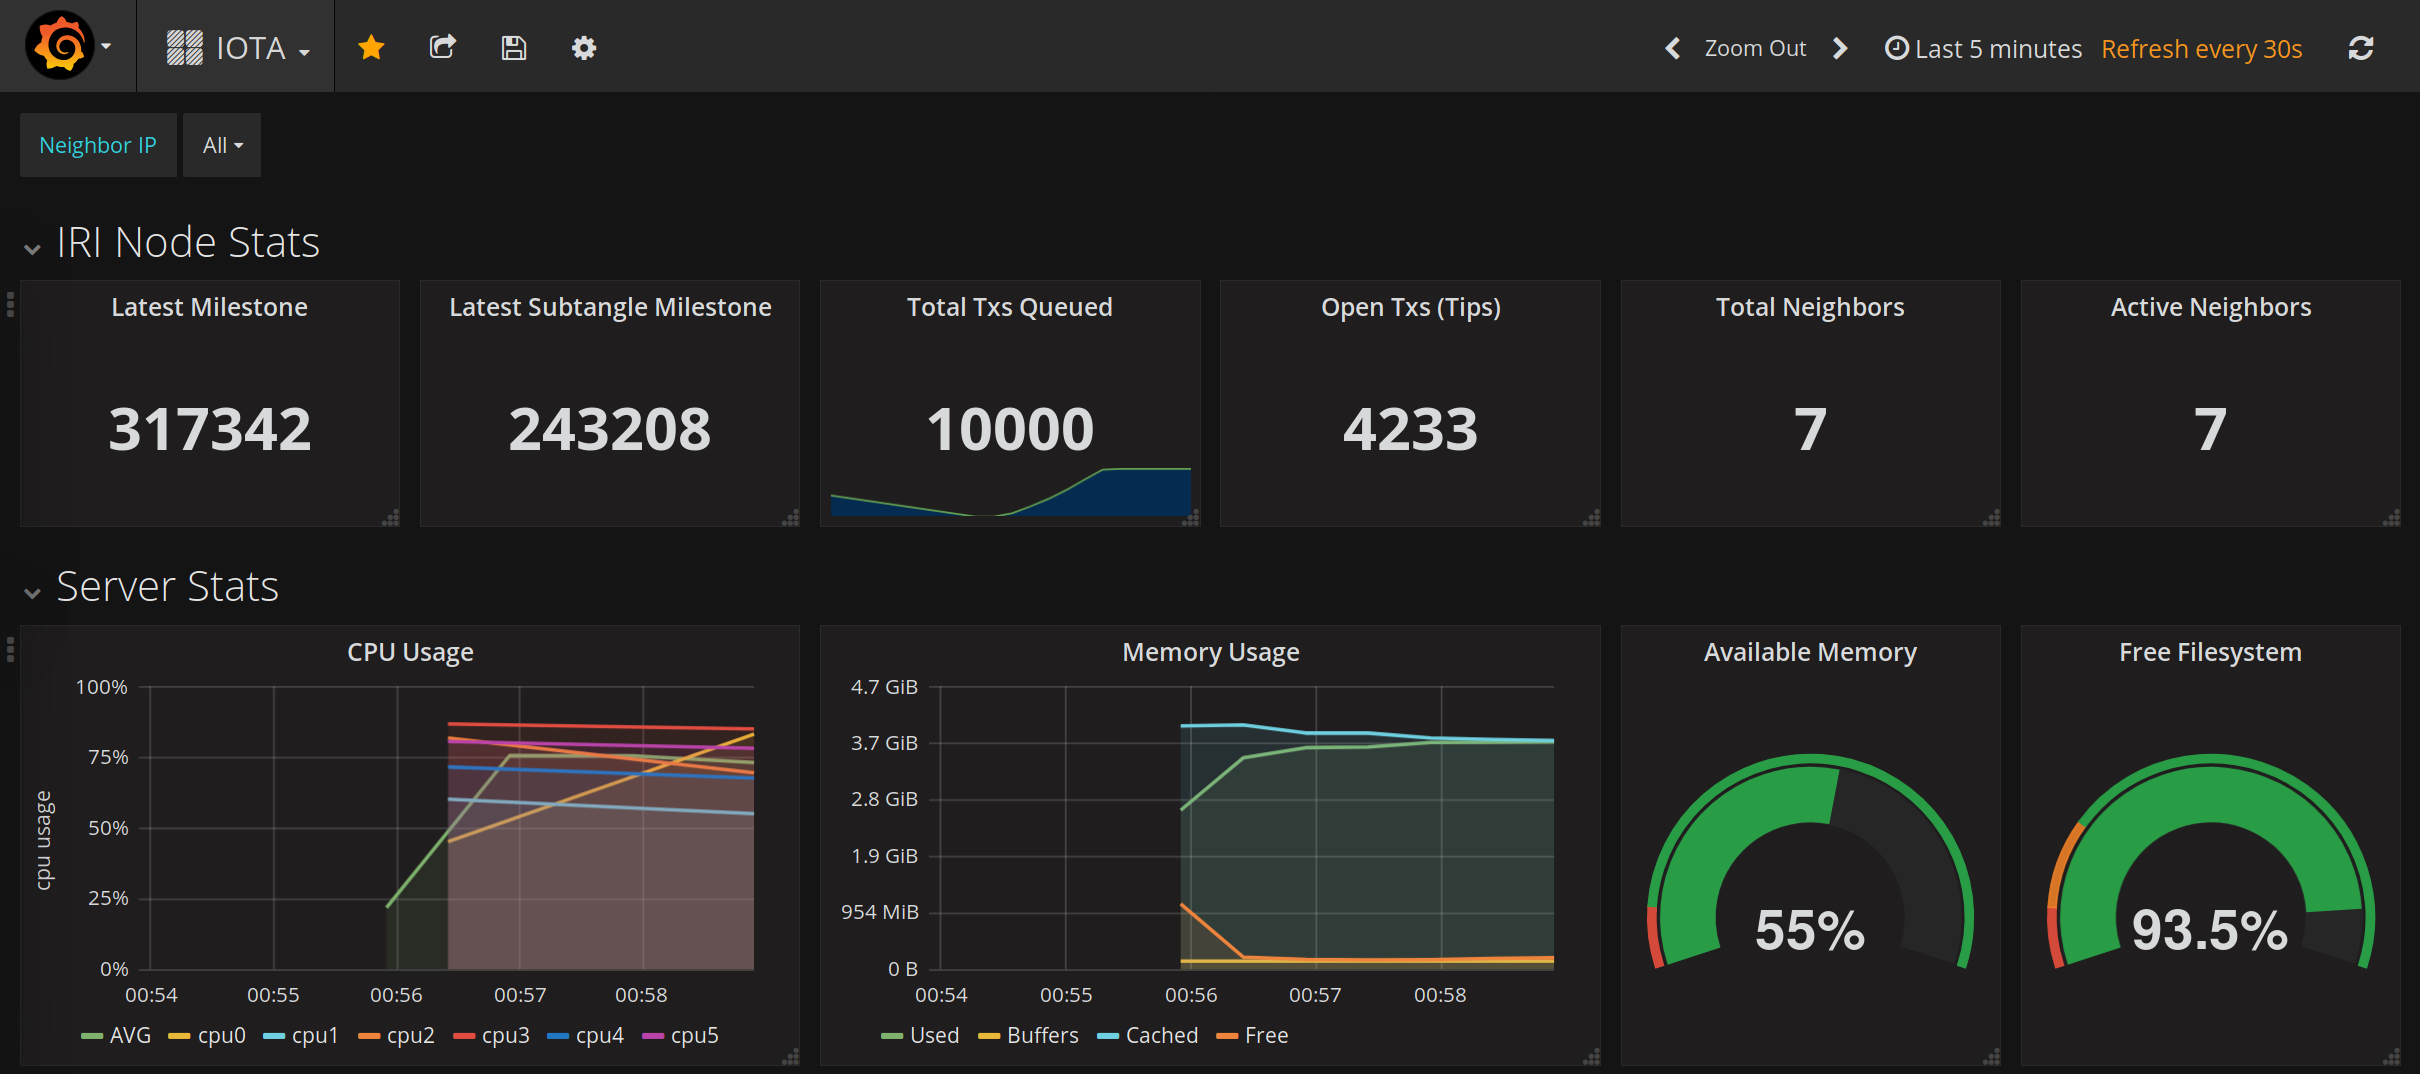 IOTA Zoom Out Last 5 minutes Refresh every 30s
Neighbor IP All
IRI Node Stats
Latest Milestone Latest Subtangle Milestone Total Txs Queued Open Txs (Tips) Total Neighbors Active Neighbors
317342 243208 10000 4233 7 7
Server Stats
CPU Usage
100%
75%
50%
25%
0%
cpu usage
00:54 00:55 00:56 00:57 00:58
AVG cpu0 cpu1 cpu2 cpu3 cpu4 cpu5
Memory Usage
4.7 GiB
3.7 GiB
2.8 GiB
1.9 GiB
954 MiB
0 B
00:54 00:55 00:56 00:57 00:58
Used Buffers Cached Free
Available Memory
55%
Free Filesystem
93.5%